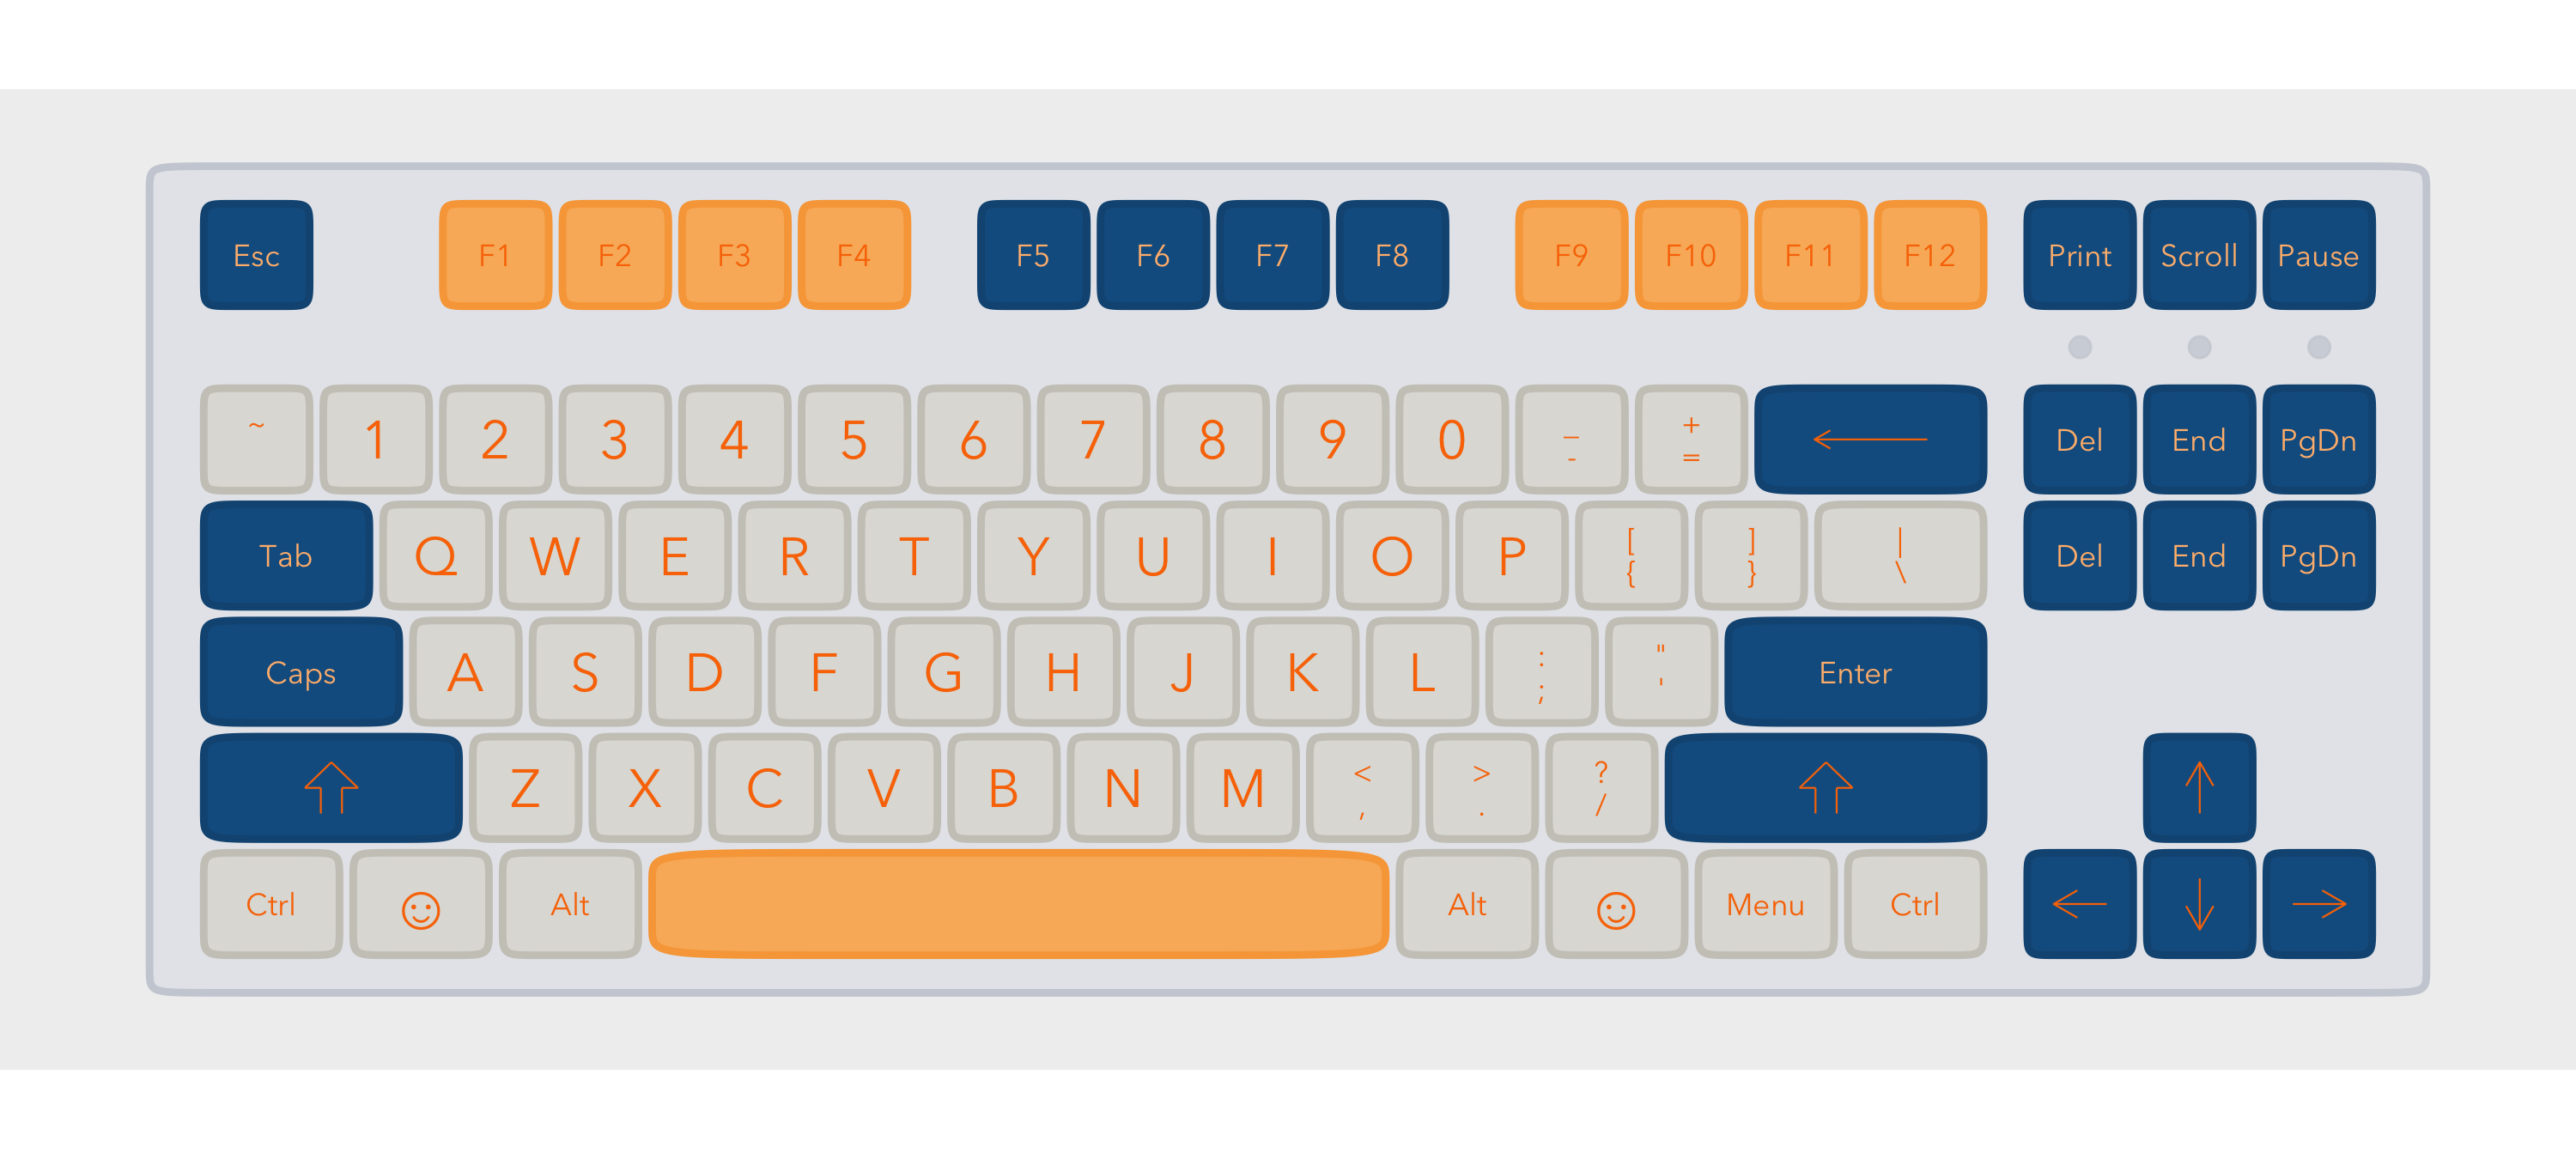 Esc F1 F2 F3 F4 F5 F6 F7 F8 F9 F10 F11 F12 Print Scroll Pause
~ 1 2 3 4 5 6 7 8 9 0 _ - + = ← Del End PgDn
Tab Q W E R T Y U I O P [ { ] } | \ Del End PgDn
Caps A S D F G H J K L : ; " ' Enter
⇧ Z X C V B N M < , > . ? / ⇧ ↑
Ctrl ☺ Alt Alt ☺ Menu Ctrl ← ↓ →